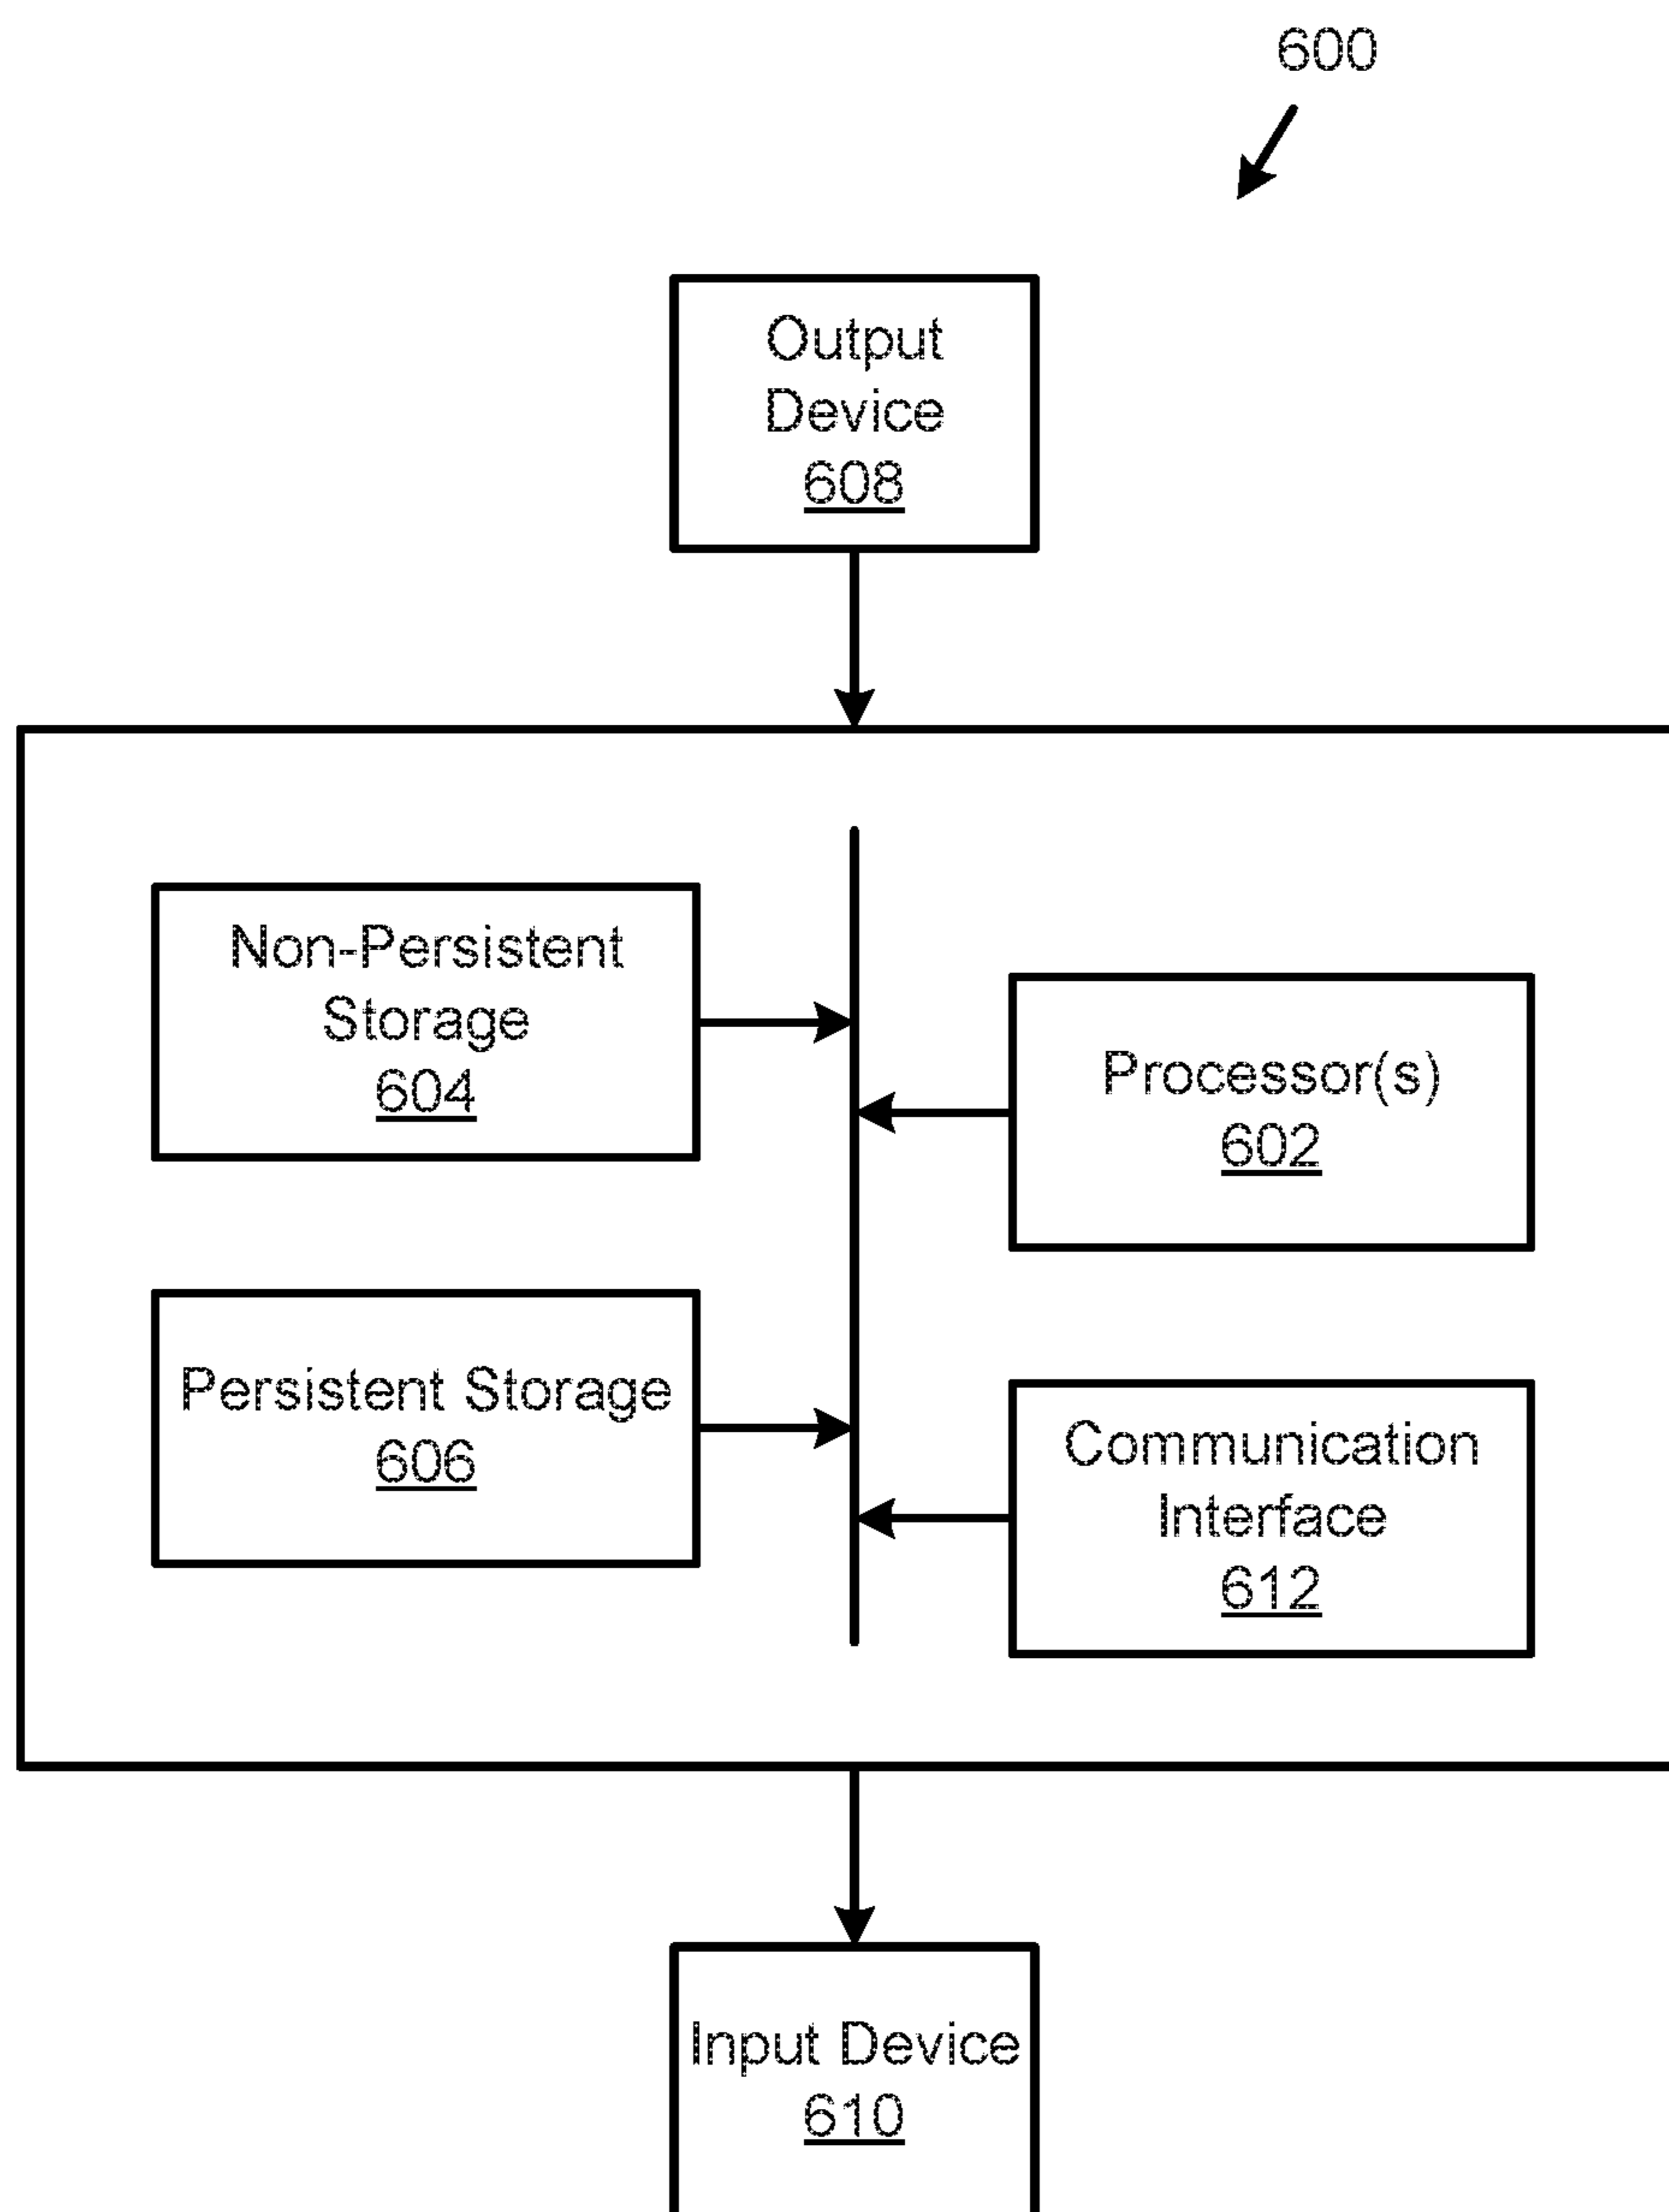 600
Output
Device
608
Non-Persistent
Storage
604
Processor(s)
602
Persistent Storage
606
Communication
Interface
612
Input Device
610